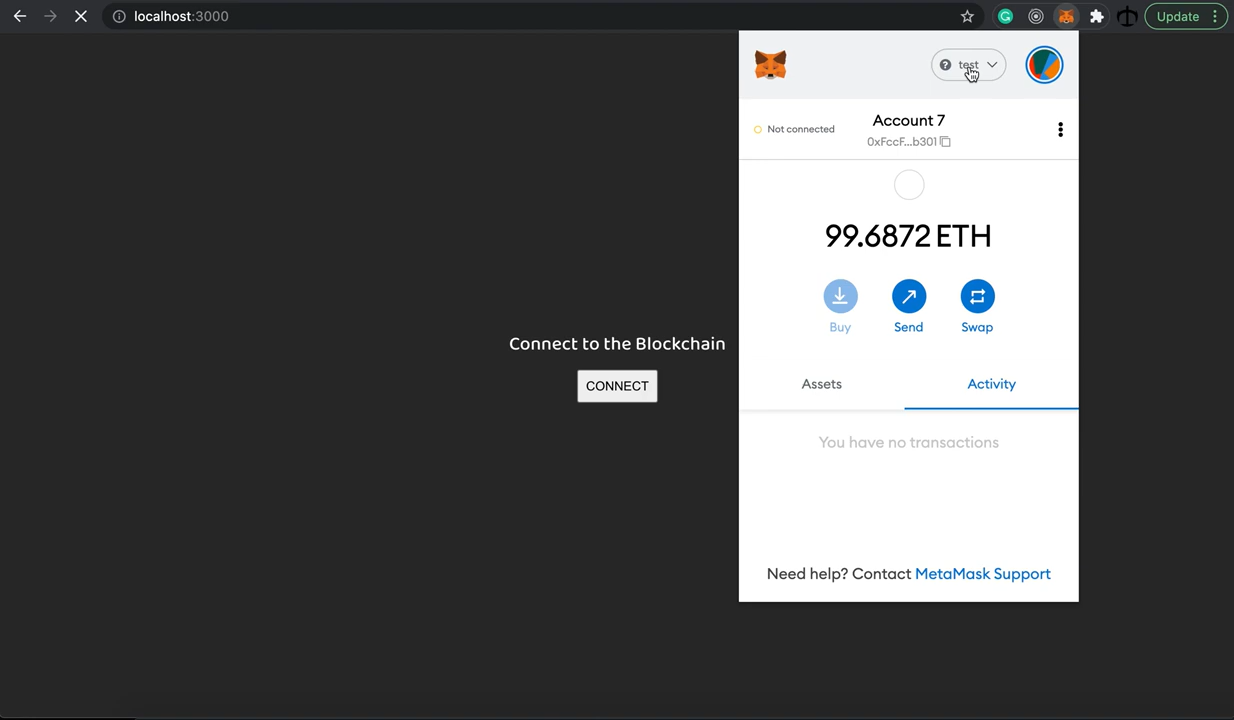 localhost:3000
Update
test
Not connected
Account 7
0xFccF...b301
99.6872 ETH
Buy
Send
Swap
Connect to the Blockchain
CONNECT
Assets
Activity
You have no transactions
Need help? Contact MetaMask Support